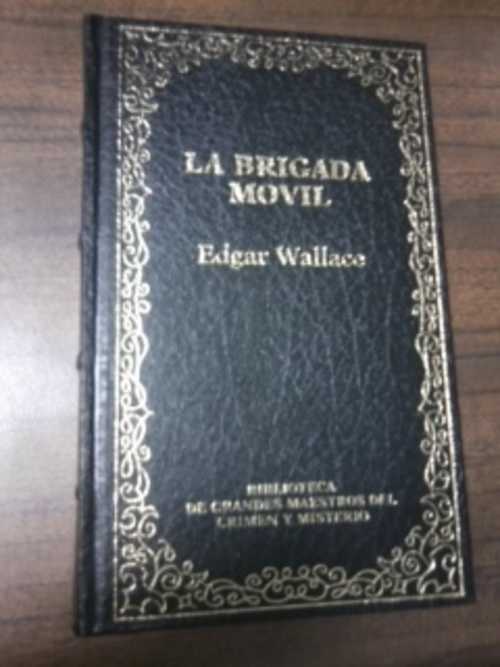 LA BRIGADA
MOVIL
Edgar Wallace
BIBLIOTECA
DE GRANDES MAESTROS DEL
CRIMEN Y MISTERIO